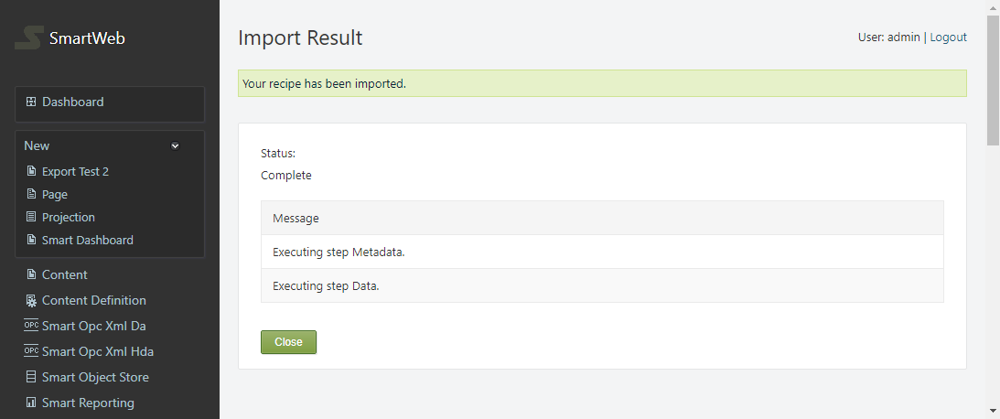 SmartWeb
Dashboard
New
Export Test 2
Page
Projection
Smart Dashboard
Content
Content Definition
OPC Smart Opc Xml Da
OPC Smart Opc Xml Hda
Smart Object Store
Smart Reporting
Import Result
User: admin | Logout
Your recipe has been imported.
Status:
Complete
Message
Executing step Metadata.
Executing step Data.
Close